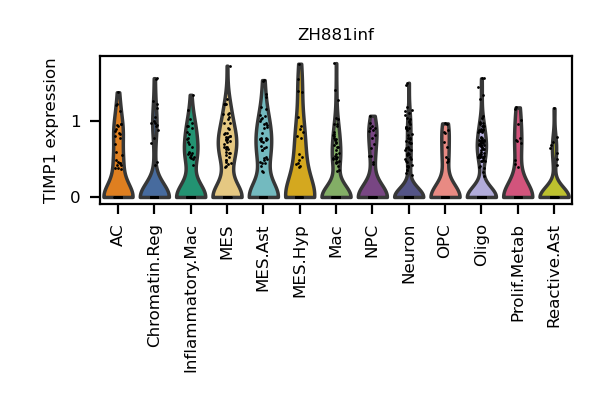 ZH881inf
TIMP1 expression
1
0
AC
Chromatin.Reg
Inflammatory.Mac
MES
MES.Ast
MES.Hyp
Mac
NPC
Neuron
OPC
Oligo
Prolif.Metab
Reactive.Ast